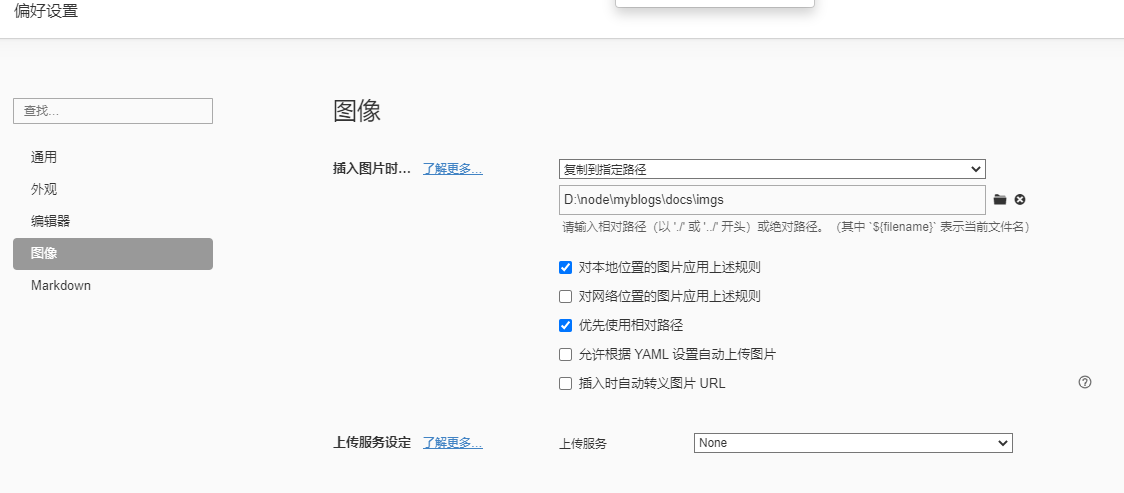 偏好设置
查找...
通用
外观
编辑器
图像
Markdown
图像
插入图片时... 了解更多... 复制到指定路径
D:\node\myblogs\docs\imgs
请输入相对路径（以 './' 或 '../' 开头）或绝对路径。（其中 `${filename}` 表示当前文件名）
对本地位置的图片应用上述规则
对网络位置的图片应用上述规则
优先使用相对路径
允许根据 YAML 设置自动上传图片
插入时自动转义图片 URL
上传服务设定 了解更多... 上传服务 None